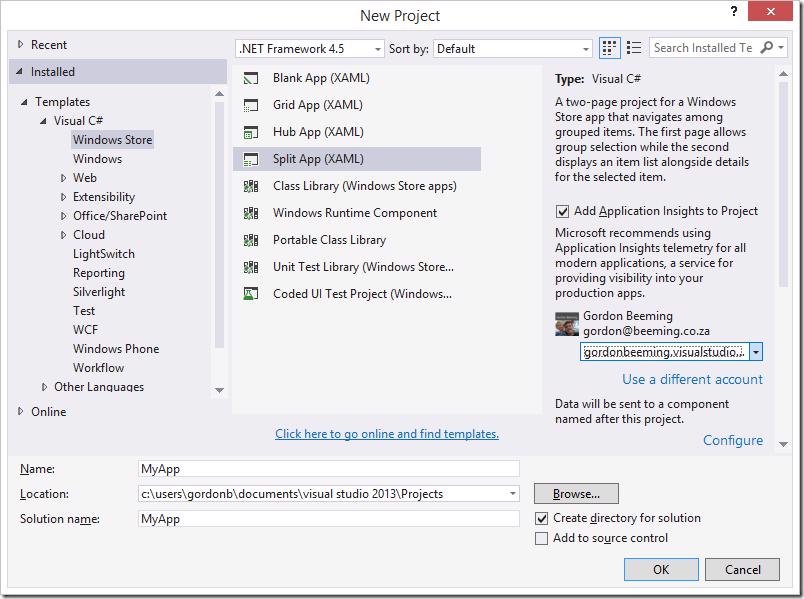 New Project
Recent
.NET Framework 4.5
Sort by:
Default
Search Installed Te
Installed
Templates
Visual C#
Windows Store
Windows
Web
Extensibility
Office/SharePoint
Cloud
LightSwitch
Reporting
Silverlight
Test
WCF
Windows Phone
Workflow
Other Languages
Online
Blank App (XAML)
Grid App (XAML)
Hub App (XAML)
Split App (XAML)
Class Library (Windows Store apps)
Windows Runtime Component
Portable Class Library
Unit Test Library (Windows Store...
Coded UI Test Project (Windows...
Click here to go online and find templates.
Type: Visual C#
A two-page project for a Windows
Store app that navigates among
grouped items. The first page allows
group selection while the second
displays an item list alongside details
for the selected item.
Add Application Insights to Project
Microsoft recommends using
Application Insights telemetry for all
modern applications, a service for
providing visibility into your
production apps.
Gordon Beeming
gordon@beeming.co.za
gordonbeeming.visualstudio.
Use a different account
Data will be sent to a component
named after this project.
Configure
Name:
MyApp
Location:
c:\users\gordonb\documents\visual studio 2013\Projects
Browse...
Solution name:
MyApp
Create directory for solution
Add to source control
OK
Cancel